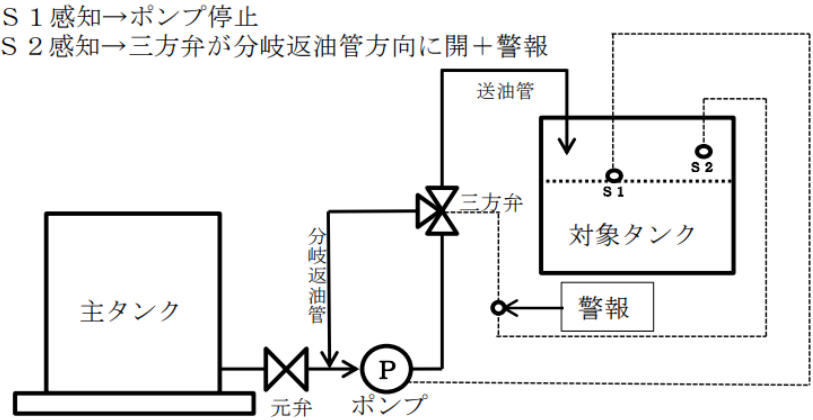 Ｓ１感知→ポンプ停止
Ｓ２感知→三方弁が分岐返油管方向に開＋警報
送油管
S2
S1
三方弁
対象タンク
分岐返油管
主タンク
警報
P
元弁
ポンプ